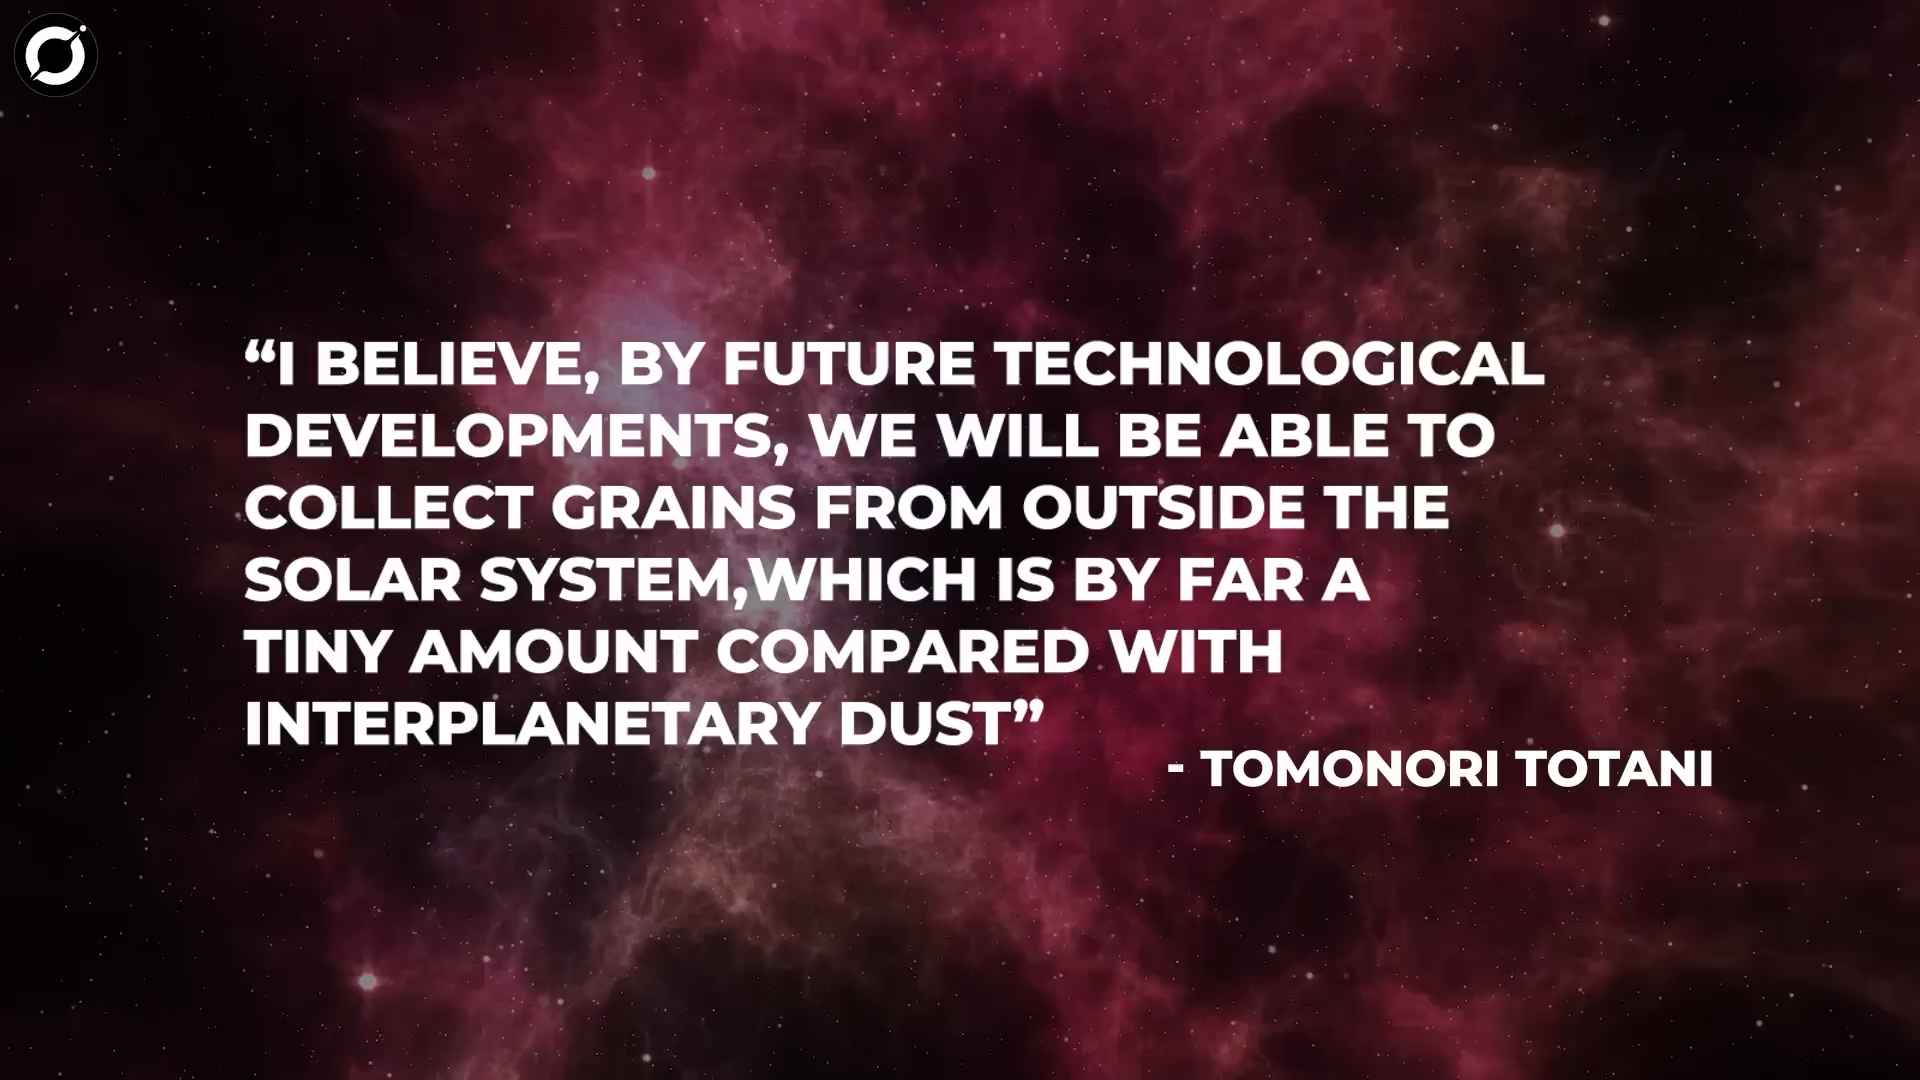 “I BELIEVE, BY FUTURE TECHNOLOGICAL
DEVELOPMENTS, WE WILL BE ABLE TO
COLLECT GRAINS FROM OUTSIDE THE
SOLAR SYSTEM,WHICH IS BY FAR A
TINY AMOUNT COMPARED WITH
INTERPLANETARY DUST”
- TOMONORI TOTANI